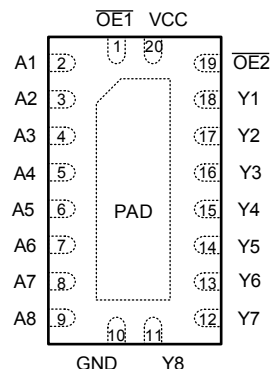 O̅E̅1̅ VCC
1 20
A1 2 19 O̅E̅2̅
A2 3 18 Y1
A3 4 17 Y2
A4 5 16 Y3
A5 6 PAD 15 Y4
A6 7 14 Y5
A7 8 13 Y6
A8 9 12 Y7
10 11
GND Y8